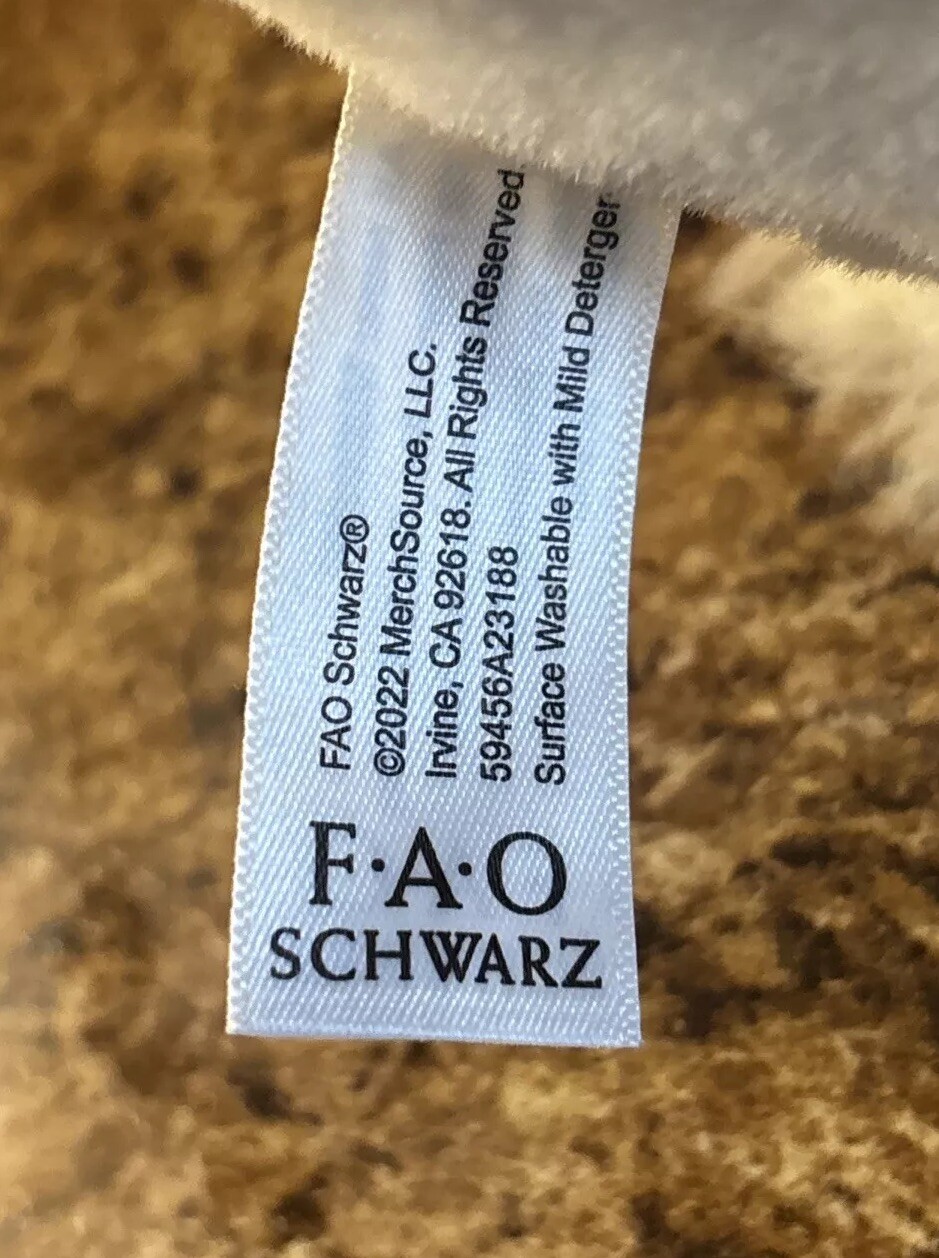 FAO Schwarz®
©2022 MerchSource, LLC.
Irvine, CA 92618. All Rights Reserved
59456A23188
Surface Washable with Mild
F·A·O
SCHWARZ